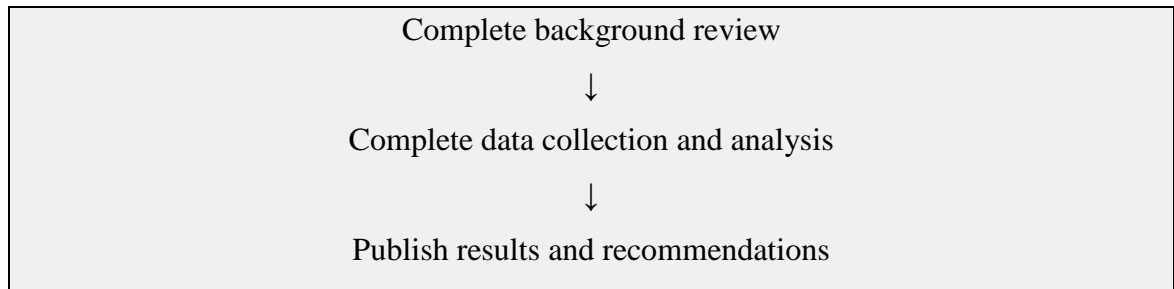 Complete background review
↓
Complete data collection and analysis
↓
Publish results and recommendations